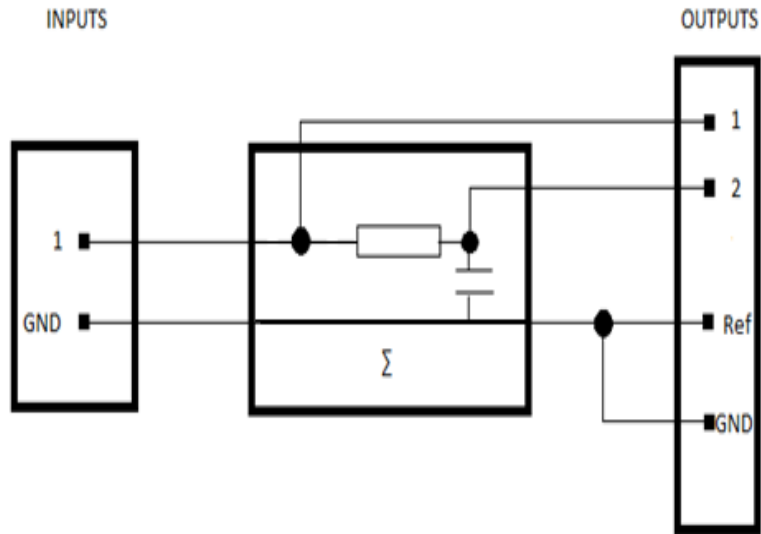 INPUTS
OUTPUTS
1
2
1
GND
Ref
Σ
GND